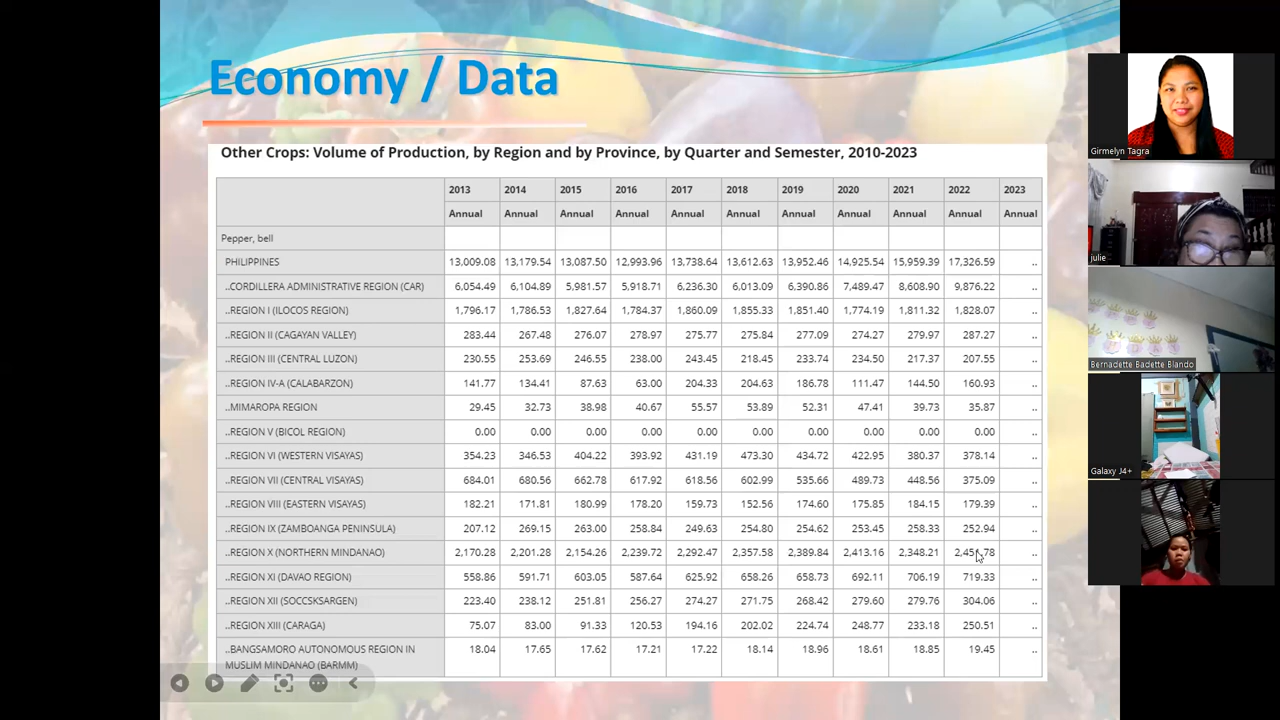 Economy / Data
Other Crops: Volume of Production, by Region and by Province, by Quarter and Semester, 2010-2023
2013 2014 2015 2016 2017 2018 2019 2020 2021 2022 2023
Annual Annual Annual Annual Annual Annual Annual Annual Annual Annual Annual
Pepper, bell
PHILIPPINES 13,009.08 13,179.54 13,087.50 12,993.96 13,738.64 13,612.63 13,952.46 14,925.54 15,959.39 17,326.59 ..
..CORDILLERA ADMINISTRATIVE REGION (CAR) 6,054.49 6,104.89 5,981.57 5,918.71 6,236.30 6,013.09 6,390.86 7,489.47 8,608.90 9,876.22 ..
..REGION I (ILOCOS REGION) 1,796.17 1,786.53 1,827.64 1,784.37 1,860.09 1,855.33 1,851.40 1,774.19 1,811.32 1,828.07 ..
..REGION II (CAGAYAN VALLEY) 283.44 267.48 276.07 278.97 275.77 275.84 277.09 274.27 279.97 287.27 ..
..REGION III (CENTRAL LUZON) 230.55 253.69 246.55 238.00 243.45 218.45 233.74 234.50 217.37 207.55 ..
..REGION IV-A (CALABARZON) 141.77 134.41 87.63 63.00 204.33 204.63 186.78 111.47 144.50 160.93 ..
..MIMAROPA REGION 29.45 32.73 38.98 40.67 55.57 53.89 52.31 47.41 39.73 35.87 ..
..REGION V (BICOL REGION) 0.00 0.00 0.00 0.00 0.00 0.00 0.00 0.00 0.00 0.00 ..
..REGION VI (WESTERN VISAYAS) 354.23 346.53 404.22 393.92 431.19 473.30 434.72 422.95 380.37 378.14 ..
..REGION VII (CENTRAL VISAYAS) 684.01 680.56 662.78 617.92 618.56 602.99 535.66 489.73 448.56 375.09 ..
..REGION VIII (EASTERN VISAYAS) 182.21 171.81 180.99 178.20 159.73 152.56 174.60 175.85 184.15 179.39 ..
..REGION IX (ZAMBOANGA PENINSULA) 207.12 269.15 263.00 258.84 249.63 254.80 254.62 253.45 258.33 252.94 ..
..REGION X (NORTHERN MINDANAO) 2,170.28 2,201.28 2,154.26 2,239.72 2,292.47 2,357.58 2,389.84 2,413.16 2,348.21 ..
..REGION XI (DAVAO REGION) 558.86 591.71 603.05 587.64 625.92 658.26 658.73 692.11 706.19 719.33 ..
..REGION XII (SOCCSKSARGEN) 223.40 238.12 251.81 256.27 274.27 271.75 268.42 279.60 279.76 304.06 ..
..REGION XIII (CARAGA) 75.07 83.00 91.33 120.53 194.16 202.02 224.74 248.77 233.18 250.51 ..
..BANGSAMORO AUTONOMOUS REGION IN 18.04 17.65 17.62 17.21 17.22 18.14 18.96 18.61 18.85 19.45 ..
MUSLIM MINDANAO (BARMM)
Girmelyn Tagra
julie
Bernadette Badette Blando
Galaxy J4+